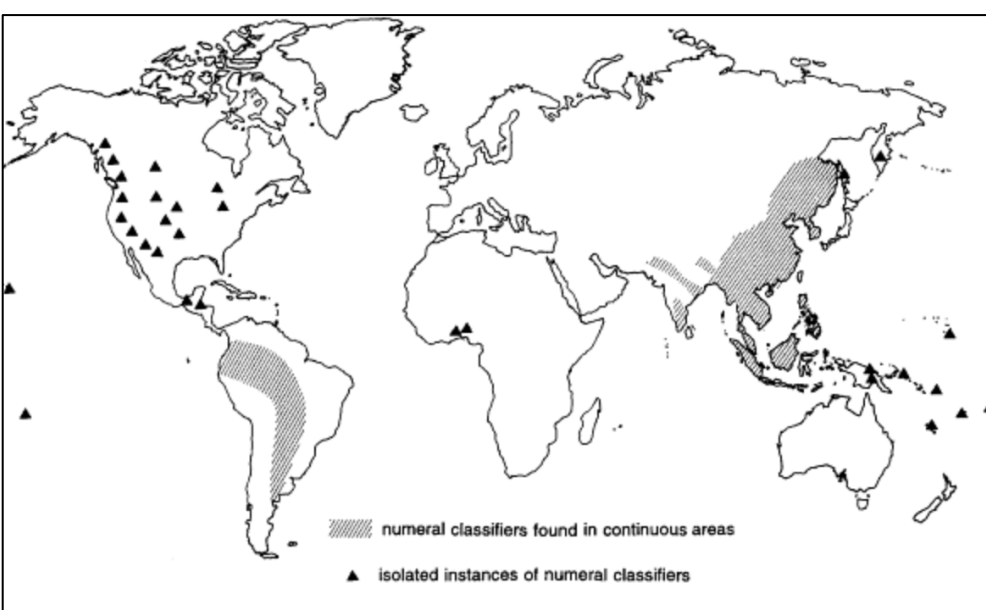 numeral classifiers found in continuous areas
isolated instances of numeral classifiers